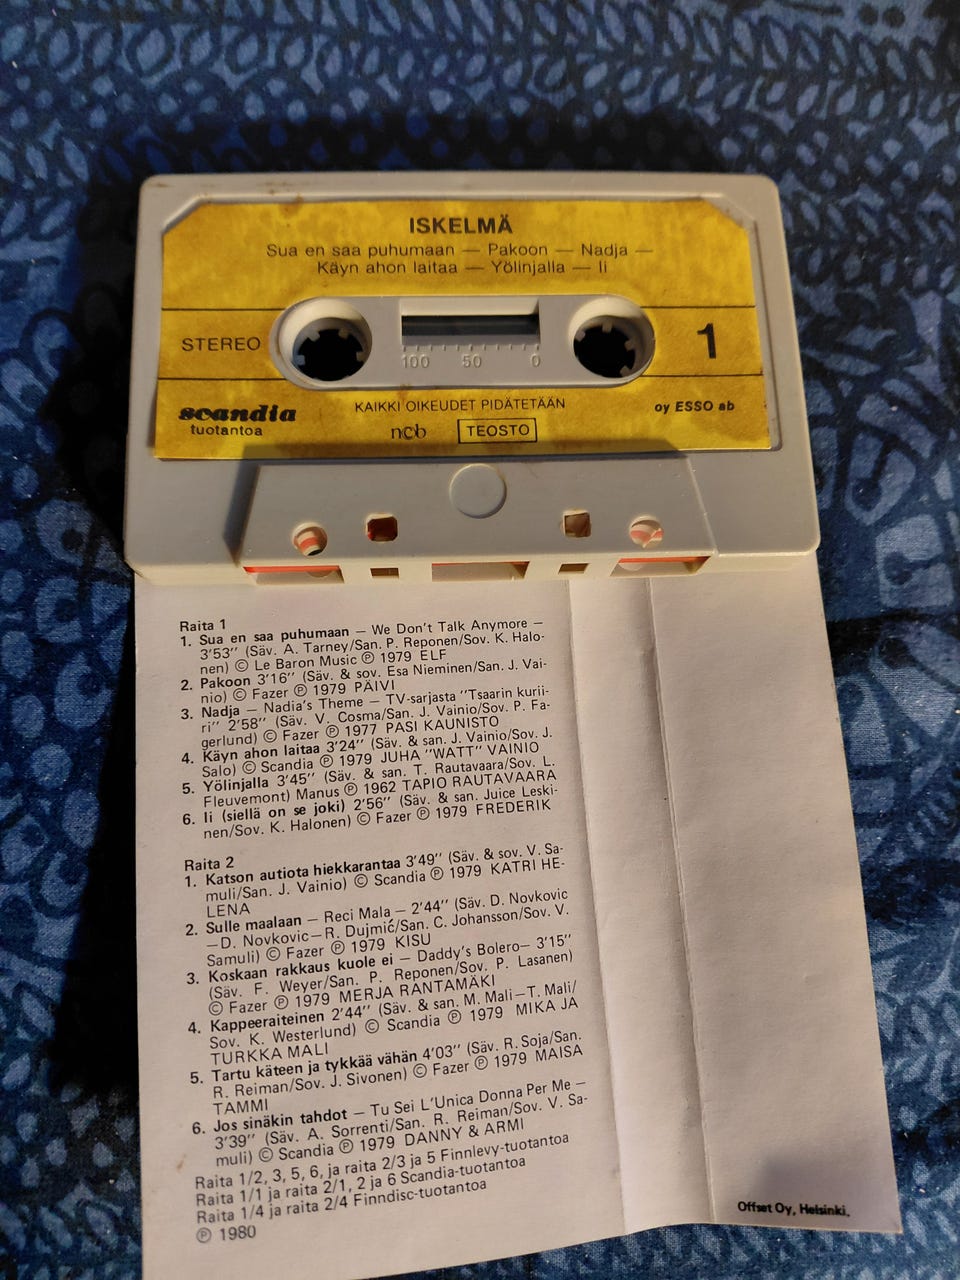 ISKELMÄ
Sua en saa puhumaan — Pakoon — Nadja —
Käyn ahon laitaa — Yölinjalla — Ii
STEREO
100 50 0
1
scandia
tuotantoa
KAIKKI OIKEUDET PIDÄTETÄÄN
ncb TEOSTO
oy ESSO ab
Raita 1
1. Sua en saa puhumaan — We Don't Talk Anymore —
3'53'' (Säv. A. Tarney/San. P. Reponen/Sov. K. Halo-
nen) © Le Baron Music ℗ 1979 ELF
2. Pakoon 3'16'' (Säv. & sov. Esa Nieminen/San. J. Vai-
nio) © Fazer ℗ 1979 PÄIVI
3. Nadja — Nadia's Theme — TV-sarjasta "Tsaarin kurii-
ri" 2'58'' (Säv. V. Cosma/San. J. Vainio/Sov. P. Fa-
gerlund) © Fazer ℗ 1977 PASI KAUNISTO
4. Käyn ahon laitaa 3'24'' (Säv. & san. J. Vainio/Sov. J.
Salo) © Scandia ℗ 1979 JUHA "WATT" VAINIO
5. Yölinjalla 3'45'' (Säv. & san. T. Rautavaara/Sov. L.
Fleuvemont) Manus ℗ 1962 TAPIO RAUTAVAARA
6. Ii (siellä on se joki) 2'56'' (Säv. & san. Juice Leski-
nen/Sov. K. Halonen) © Fazer ℗ 1979 FREDERIK
Raita 2
1. Katson autiota hiekkarantaa 3'49'' (Säv. & sov. V. Sa-
muli/San. J. Vainio) © Scandia ℗ 1979 KATRI HE-
LENA
2. Sulle maalaan — Reci Mala — 2'44'' (Säv. D. Novkovic
—D. Novkovic—R. Dujmić/San. C. Johansson/Sov. V.
Samuli) © Fazer ℗ 1979 KISU
3. Koskaan rakkaus kuole ei — Daddy's Bolero— 3'15''
(Säv. F. Weyer/San. P. Reponen/Sov. P. Lasanen)
© Fazer ℗ 1979 MERJA RANTAMÄKI
4. Kappeeraiteinen 2'44'' (Säv. & san. M. Mali—T. Mali/
Sov. K. Westerlund) © Scandia ℗ 1979 MIKA JA
TURKKA MALI
5. Tartu käteen ja tykkää vähän 4'03'' (Säv. R. Soja/San.
R. Reiman/Sov. J. Sivonen) © Fazer ℗ 1979 MAISA
TAMMI
6. Jos sinäkin tahdot — Tu Sei L'Unica Donna Per Me —
3'39'' (Säv. A. Sorrenti/San. R. Reiman/Sov. V. Sa-
muli) © Scandia ℗ 1979 DANNY & ARMI
Raita 1/2, 3, 5, 6, ja raita 2/3 ja 5 Finnlevy-tuotantoa
Raita 1/1 ja raita 2/1, 2 ja 6 Scandia-tuotantoa
Raita 1/4 ja raita 2/4 Finndisc-tuotantoa
℗ 1980
Offset Oy, Helsinki.